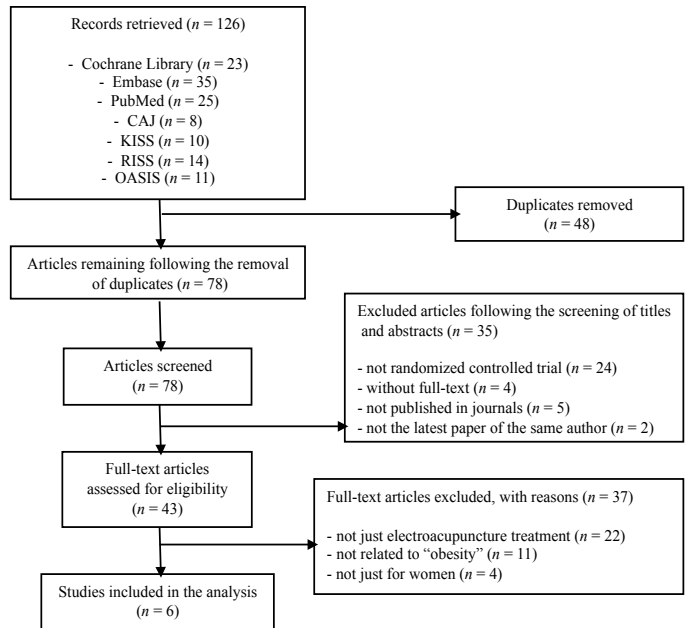 Records retrieved (n = 126)
- Cochrane Library (n = 23)
- Embase (n = 35)
- PubMed (n = 25)
- CAJ (n = 8)
- KISS (n = 10)
- RISS (n = 14)
- OASIS (n = 11)
Duplicates removed
(n = 48)
Articles remaining following the removal
of duplicates (n = 78)
Excluded articles following the screening of titles
and abstracts (n = 35)
- not randomized controlled trial (n = 24)
- without full-text (n = 4)
- not published in journals (n = 5)
- not the latest paper of the same author (n = 2)
Articles screened
(n = 78)
Full-text articles
assessed for eligibility
(n = 43)
Full-text articles excluded, with reasons (n = 37)
- not just electroacupuncture treatment (n = 22)
- not related to “obesity” (n = 11)
- not just for women (n = 4)
Studies included in the analysis
(n = 6)